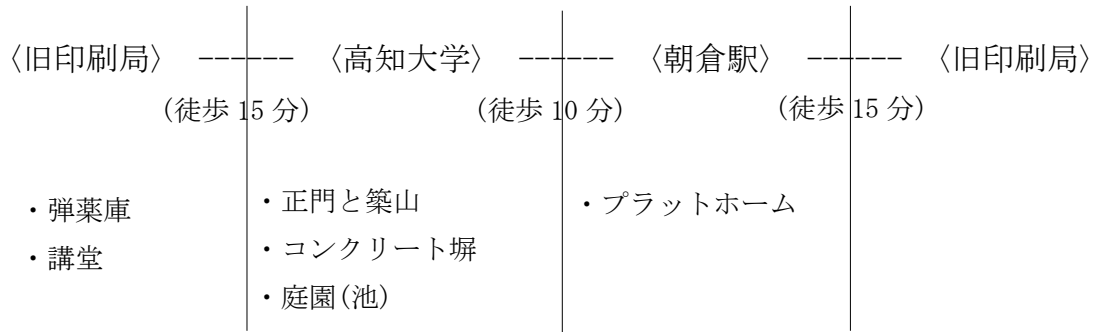 〈旧印刷局〉 ------ 〈高知大学〉 ------ 〈朝倉駅〉 ------ 〈旧印刷局〉
(徒歩 15 分) (徒歩 10 分) (徒歩 15 分)
・弾薬庫
・講堂
・正門と築山
・コンクリート塀
・庭園(池)
・プラットホーム